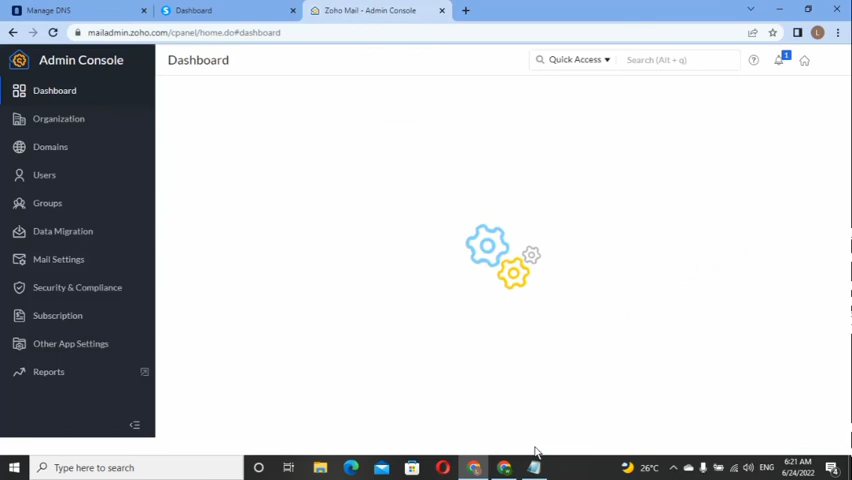 Manage DNS
Dashboard
Zoho Mail - Admin Console
mailadmin.zoho.com/cpanel/home.do#dashboard
Admin Console
Dashboard
Quick Access
Search (Alt + q)
1
Dashboard
Organization
Domains
Users
Groups
Data Migration
Mail Settings
Security & Compliance
Subscription
Other App Settings
Reports
Type here to search
26°C
ENG
6:21 AM
6/24/2022
4